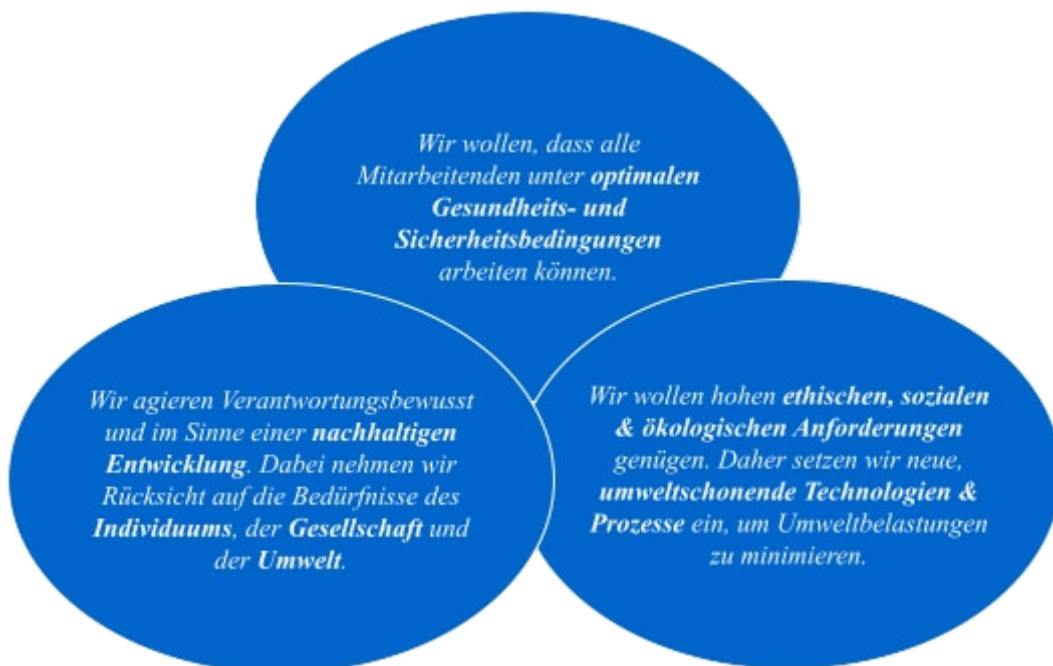 Wir wollen, dass alle
Mitarbeitenden unter optimalen
Gesundheits- und
Sicherheitsbedingungen
arbeiten können.
Wir agieren Verantwortungsbewusst
und im Sinne einer nachhaltigen
Entwicklung. Dabei nehmen wir
Rücksicht auf die Bedürfnisse des
Individuums, der Gesellschaft und
der Umwelt.
Wir wollen hohen ethischen, sozialen
& ökologischen Anforderungen
genügen. Daher setzen wir neue,
umweltschonende Technologien &
Prozesse ein, um Umweltbelastungen
zu minimieren.